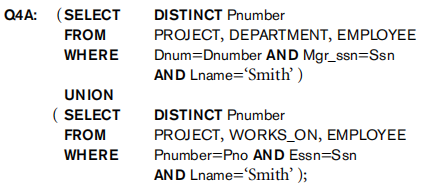 Q4A: ( SELECT DISTINCT Pnumber
FROM PROJECT, DEPARTMENT, EMPLOYEE
WHERE Dnum=Dnumber AND Mgr_ssn=Ssn
AND Lname=‘Smith’ )
UNION
( SELECT DISTINCT Pnumber
FROM PROJECT, WORKS_ON, EMPLOYEE
WHERE Pnumber=Pno AND Essn=Ssn
AND Lname=‘Smith’ );